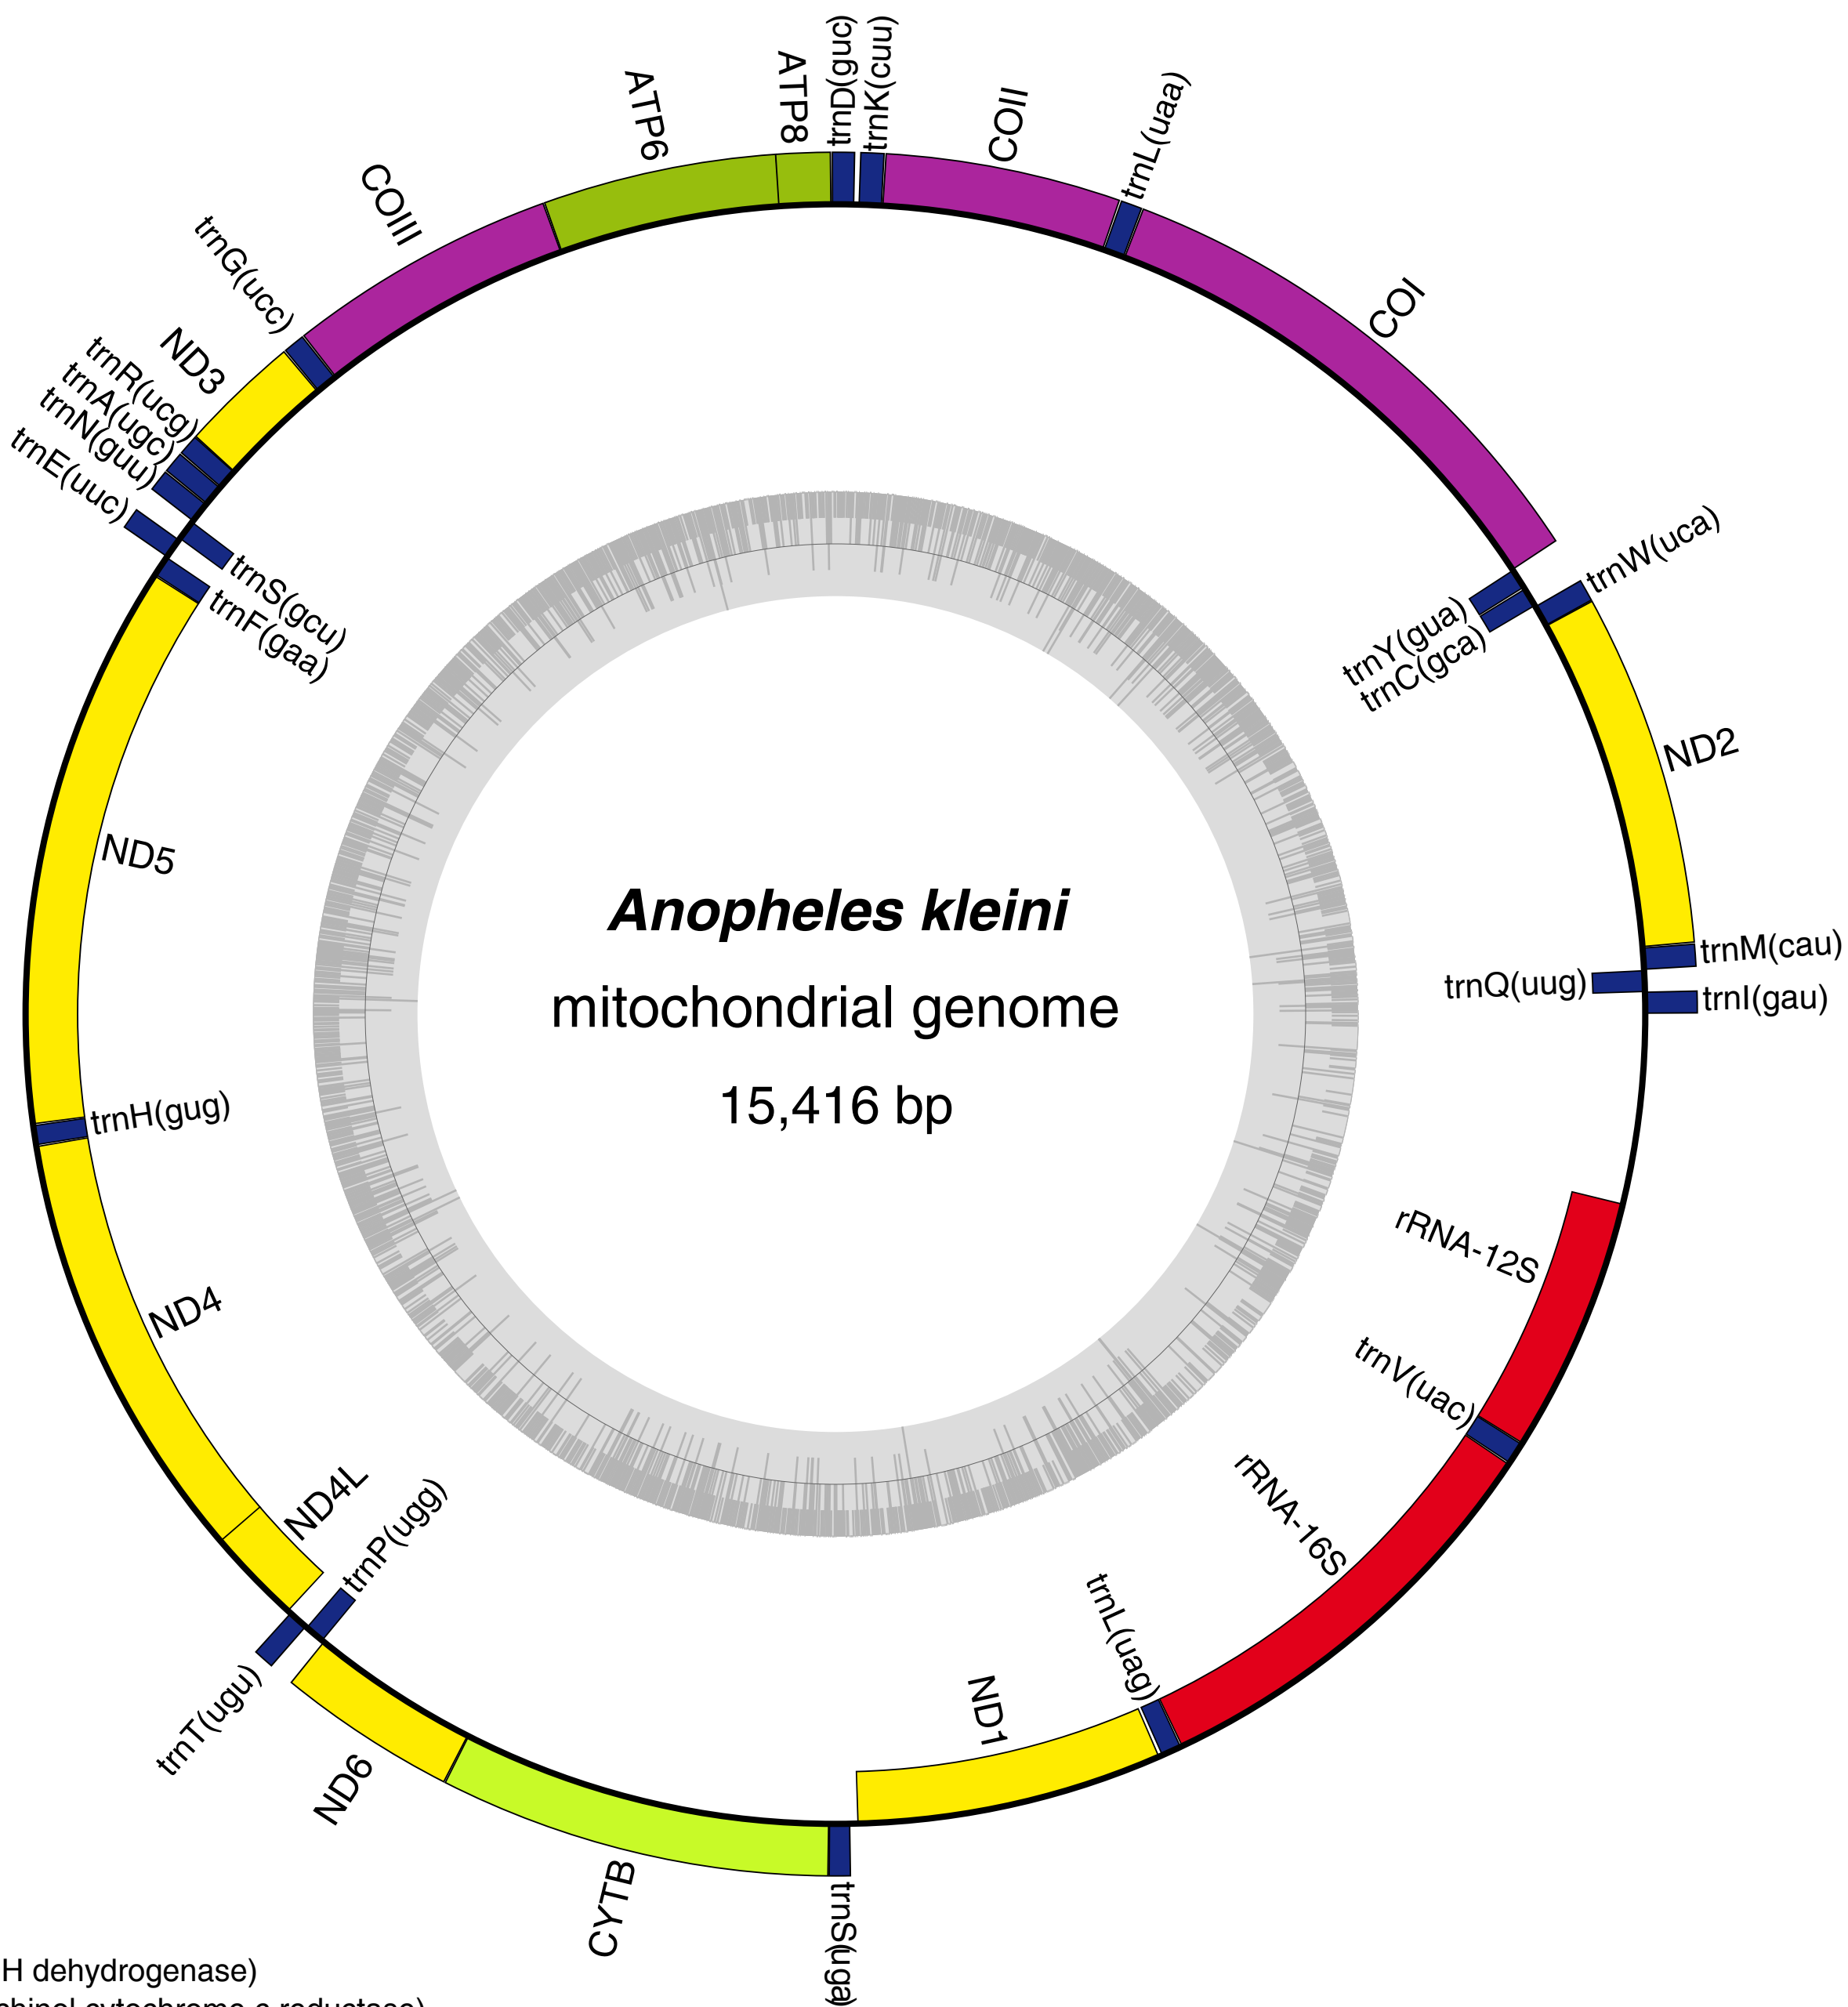 trnD(guc)
trnK(cuu)
COII
trnL(uaa)
COI
trnW(uca)
trnY(gua)
trnC(gca)
ND2
trnM(cau)
trnQ(uug)
trnI(gau)
rRNA-12S
trnV(uac)
rRNA-16S
trnL(uag)
ND1
trnS(uga)
CYTB
ND6
trnT(ugu)
trnP(ugg)
ND4L
ND4
trnH(gug)
ND5
trnF(gaa)
trnS(gcu)
trnE(uuc)
trnN(guu)
trnA(ugc)
trnR(ucg)
ND3
trnG(ucc)
COIII
ATP6
ATP8
Anopheles kleini
mitochondrial genome
15,416 bp
H dehydrogenase)
cytochrome c reductase)